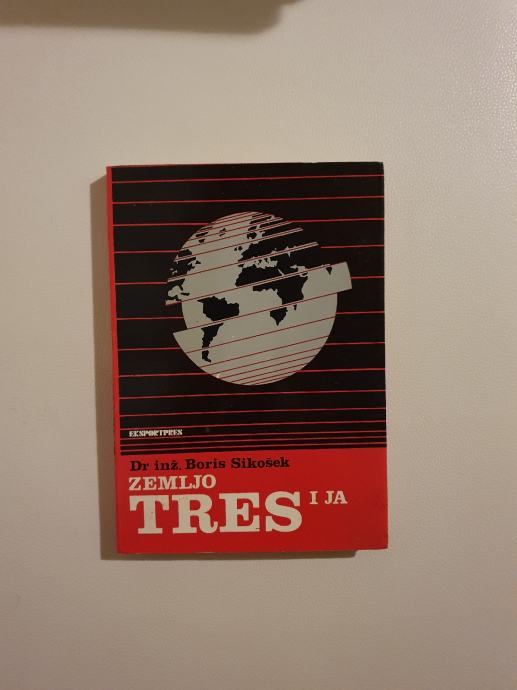 EKSPORTPRES
Dr inž. Boris Sikošek
ZEMLJO
TRES I JA